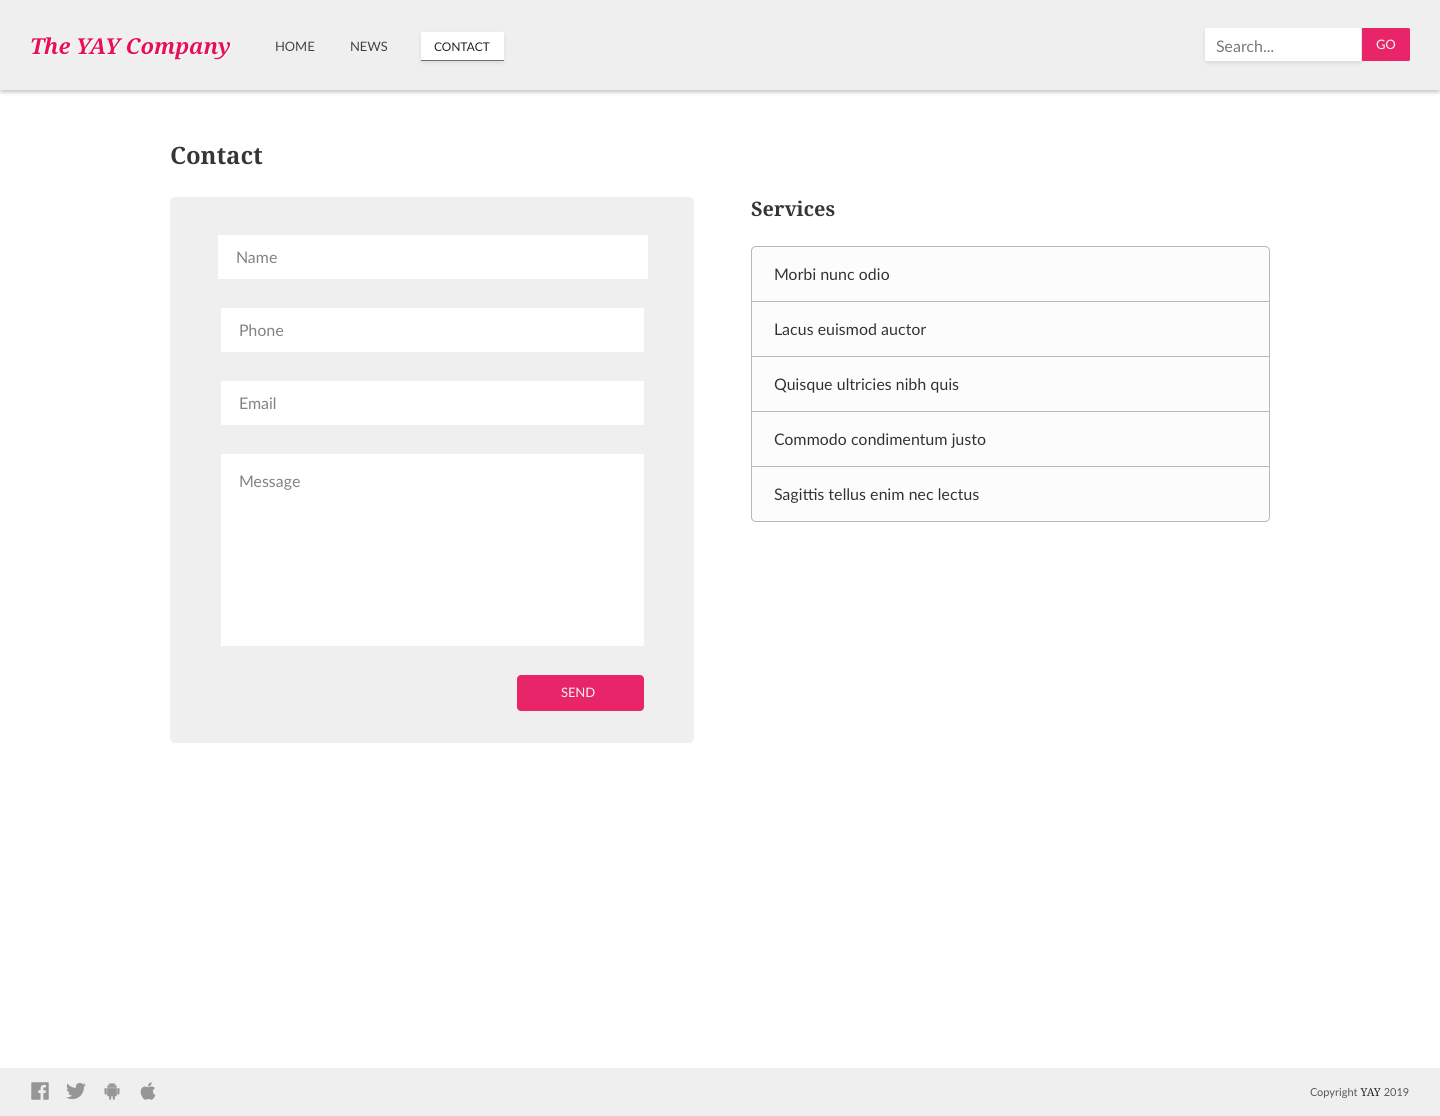 The YAY Company
HOME
NEWS
CONTACT
Search...
GO
Contact
Name
Phone
Email
Message
SEND
Services
Morbi nunc odio
Lacus euismod auctor
Quisque ultricies nibh quis
Commodo condimentum justo
Sagittis tellus enim nec lectus
Copyright YAY 2019